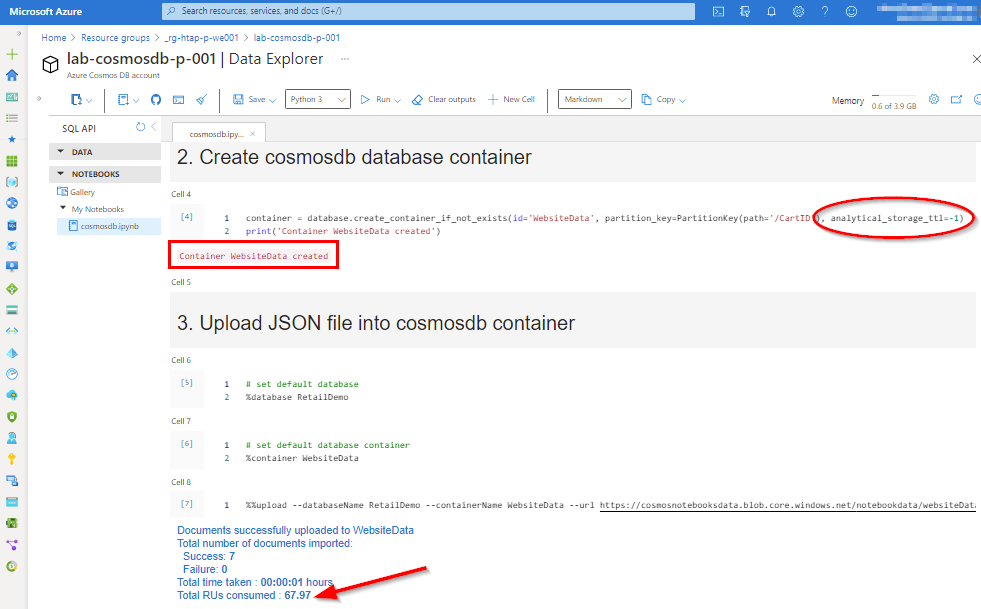 Microsoft Azure
Search resources, services, and docs (G+/)
Home > Resource groups > _rg-htap-p-we001 > lab-cosmosdb-p-001
lab-cosmosdb-p-001 | Data Explorer ...
Azure Cosmos DB account
Save
Python 3
Run
Clear outputs
New Cell
Markdown
Copy
Memory
0.6 of 3.9 GB
SQL API
DATA
NOTEBOOKS
Gallery
My Notebooks
cosmosdb.ipynb
cosmosdb.ipy...
2. Create cosmosdb database container
Cell 4
[4]
1 container = database.create_container_if_not_exists(id='WebsiteData', partition_key=PartitionKey(path='/CartID'), analytical_storage_ttl=-1)
2 print('Container WebsiteData created')
Container WebsiteData created
Cell 5
3. Upload JSON file into cosmosdb container
Cell 6
[5]
1 # set default database
2 %database RetailDemo
Cell 7
[6]
1 # set default database container
2 %container WebsiteData
Cell 8
[7]
1 %%upload --databaseName RetailDemo --containerName WebsiteData --url https://cosmosnotebooksdata.blob.core.windows.net/notebookdata/websiteData
Documents successfully uploaded to WebsiteData
Total number of documents imported:
Success: 7
Failure: 0
Total time taken : 00:00:01 hours
Total RUs consumed : 67.97